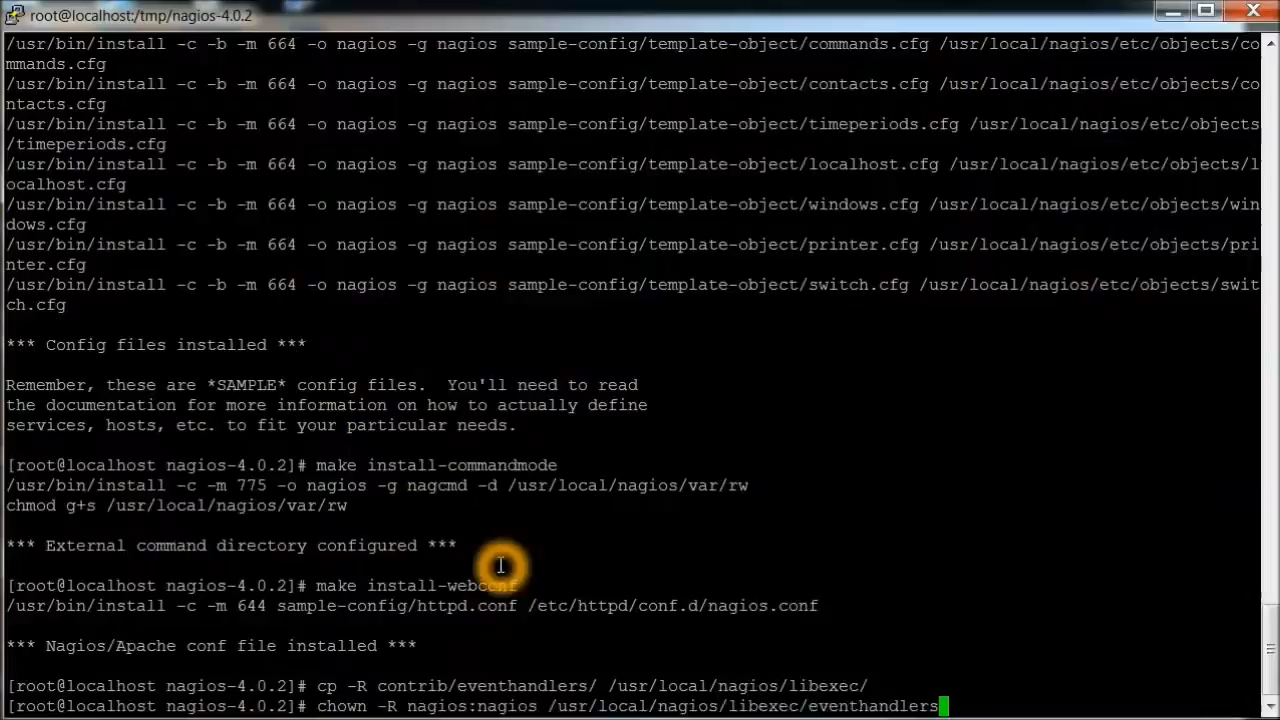 root@localhost:/tmp/nagios-4.0.2
/usr/bin/install -c -b -m 664 -o nagios -g nagios sample-config/template-object/commands.cfg /usr/local/nagios/etc/objects/co
mmands.cfg
/usr/bin/install -c -b -m 664 -o nagios -g nagios sample-config/template-object/contacts.cfg /usr/local/nagios/etc/objects/co
ntacts.cfg
/usr/bin/install -c -b -m 664 -o nagios -g nagios sample-config/template-object/timeperiods.cfg /usr/local/nagios/etc/objects
/timeperiods.cfg
/usr/bin/install -c -b -m 664 -o nagios -g nagios sample-config/template-object/localhost.cfg /usr/local/nagios/etc/objects/l
ocalhost.cfg
/usr/bin/install -c -b -m 664 -o nagios -g nagios sample-config/template-object/windows.cfg /usr/local/nagios/etc/objects/win
dows.cfg
/usr/bin/install -c -b -m 664 -o nagios -g nagios sample-config/template-object/printer.cfg /usr/local/nagios/etc/objects/pri
nter.cfg
/usr/bin/install -c -b -m 664 -o nagios -g nagios sample-config/template-object/switch.cfg /usr/local/nagios/etc/objects/swit
ch.cfg
*** Config files installed ***
Remember, these are *SAMPLE* config files.  You'll need to read
the documentation for more information on how to actually define
services, hosts, etc. to fit your particular needs.
[root@localhost nagios-4.0.2]# make install-commandmode
/usr/bin/install -c -m 775 -o nagios -g nagcmd -d /usr/local/nagios/var/rw
chmod g+s /usr/local/nagios/var/rw
*** External command directory configured ***
[root@localhost nagios-4.0.2]# make install-webconf
/usr/bin/install -c -m 644 sample-config/httpd.conf /etc/httpd/conf.d/nagios.conf
*** Nagios/Apache conf file installed ***
[root@localhost nagios-4.0.2]# cp -R contrib/eventhandlers/ /usr/local/nagios/libexec/
[root@localhost nagios-4.0.2]# chown -R nagios:nagios /usr/local/nagios/libexec/eventhandlers